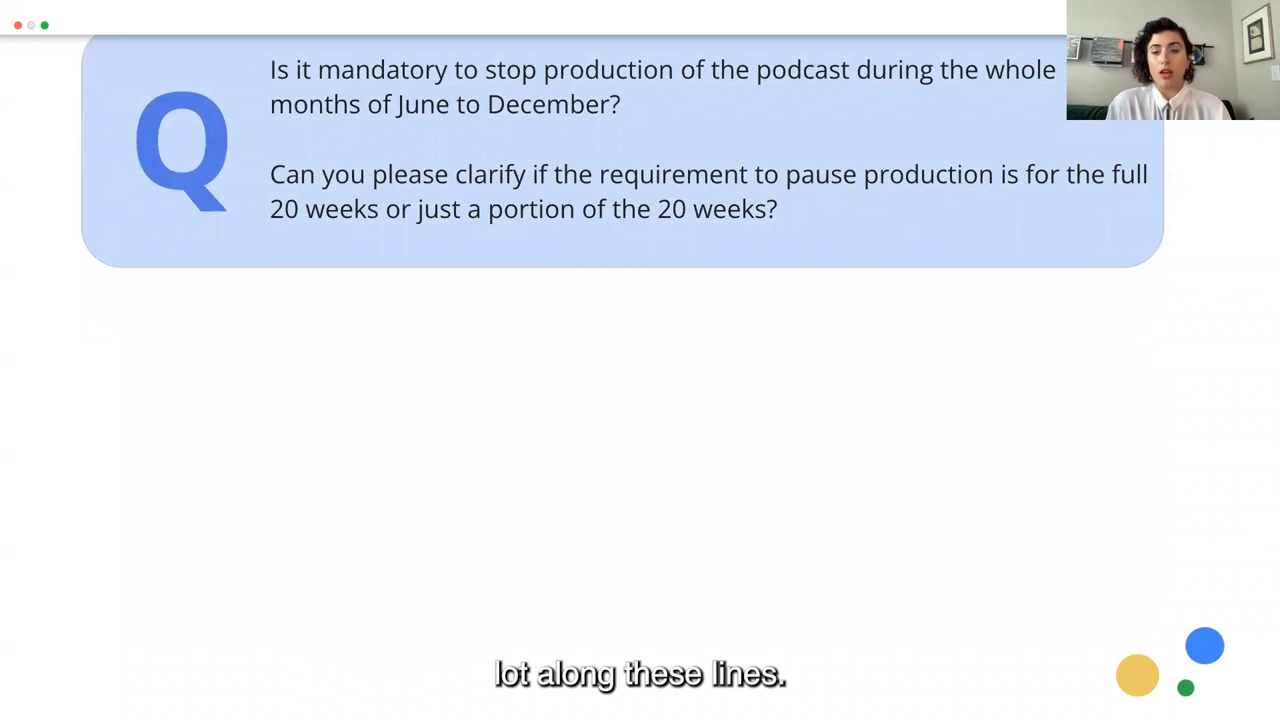 Q
Is it mandatory to stop production of the podcast during the whole
months of June to December?
Can you please clarify if the requirement to pause production is for the full
20 weeks or just a portion of the 20 weeks?
lot along these lines.